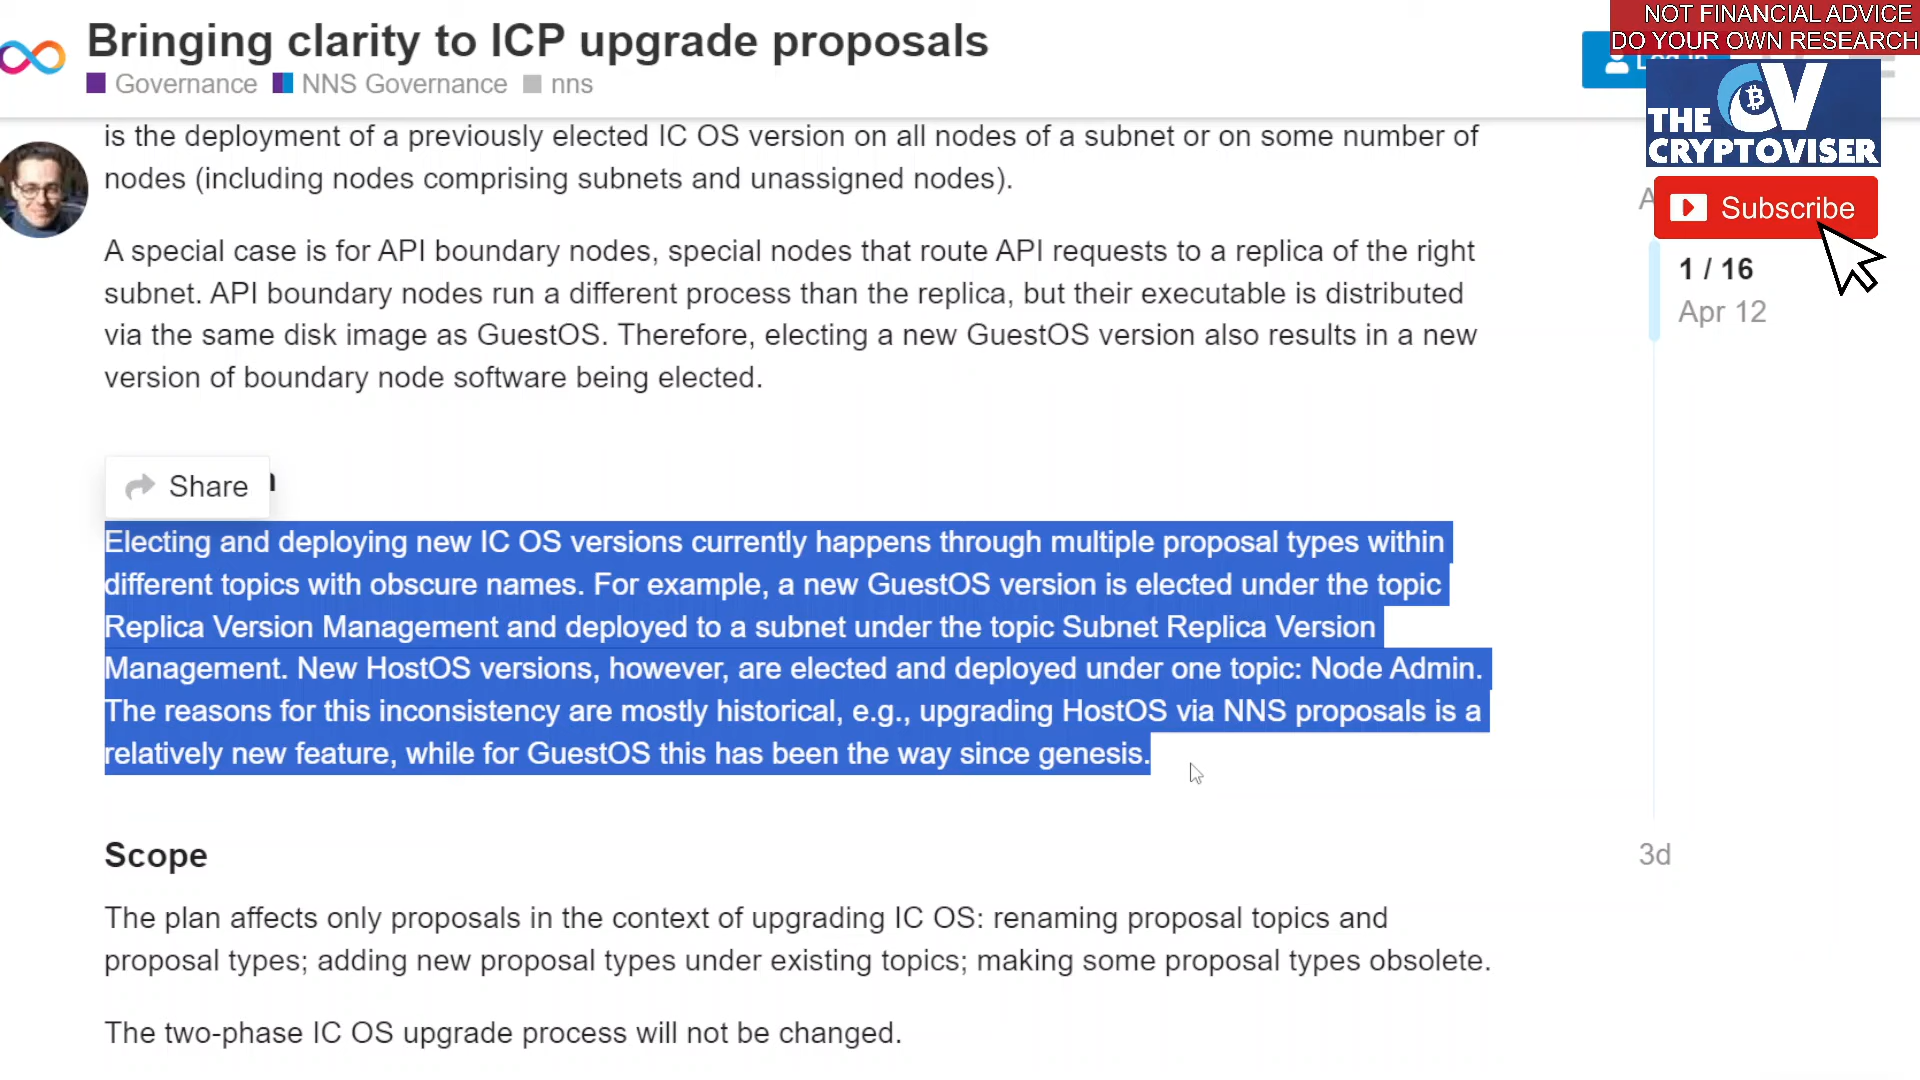 Bringing clarity to ICP upgrade proposals
Governance NNS Governance nns
NOT FINANCIAL ADVICE
DO YOUR OWN RESEARCH
THE CV
CRYPTOVISER
Subscribe
1 / 16
Apr 12
is the deployment of a previously elected IC OS version on all nodes of a subnet or on some number of
nodes (including nodes comprising subnets and unassigned nodes).
A special case is for API boundary nodes, special nodes that route API requests to a replica of the right
subnet. API boundary nodes run a different process than the replica, but their executable is distributed
via the same disk image as GuestOS. Therefore, electing a new GuestOS version also results in a new
version of boundary node software being elected.
Share
Electing and deploying new IC OS versions currently happens through multiple proposal types within
different topics with obscure names. For example, a new GuestOS version is elected under the topic
Replica Version Management and deployed to a subnet under the topic Subnet Replica Version
Management. New HostOS versions, however, are elected and deployed under one topic: Node Admin.
The reasons for this inconsistency are mostly historical, e.g., upgrading HostOS via NNS proposals is a
relatively new feature, while for GuestOS this has been the way since genesis.
Scope
3d
The plan affects only proposals in the context of upgrading IC OS: renaming proposal topics and
proposal types; adding new proposal types under existing topics; making some proposal types obsolete.
The two-phase IC OS upgrade process will not be changed.